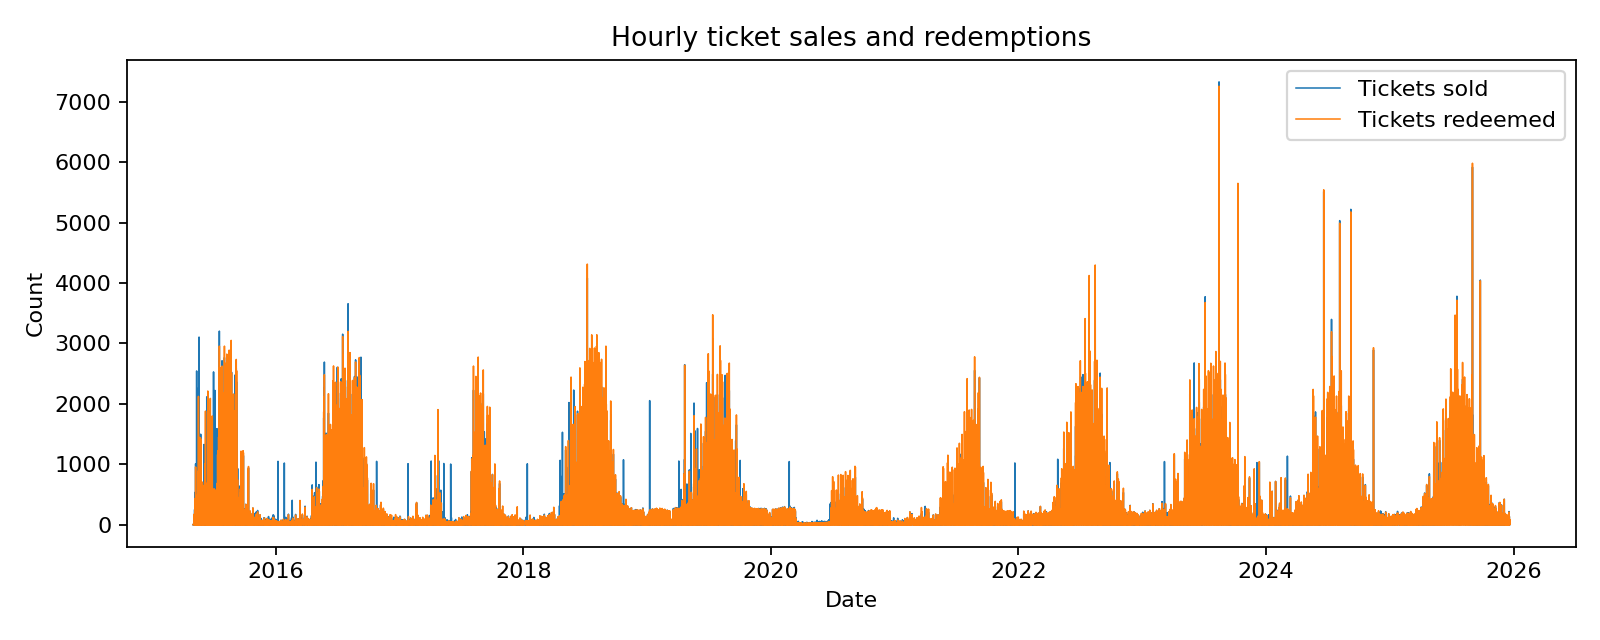 Hourly ticket sales and redemptions
Tickets sold
Tickets redeemed
Count
7000
6000
5000
4000
3000
2000
1000
0
2016 2018 2020 2022 2024 2026
Date